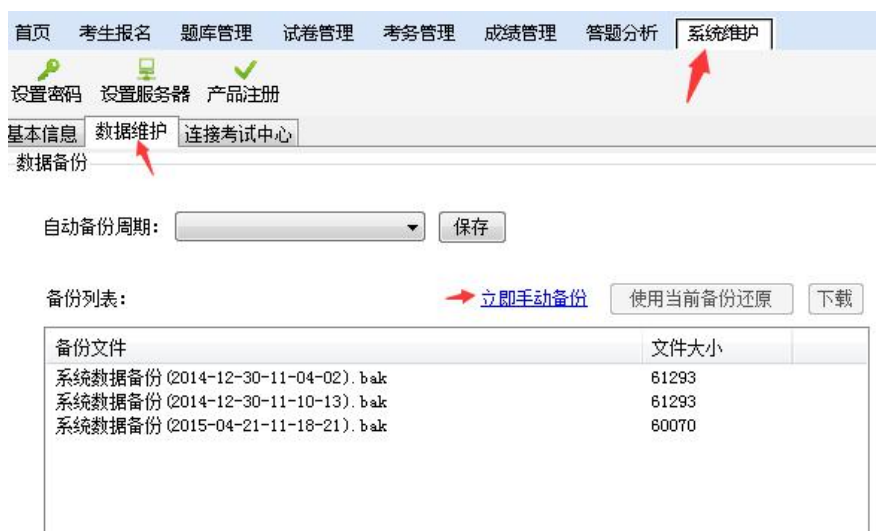 首页 考生报名 题库管理 试卷管理 考务管理 成绩管理 答题分析 系统维护
设置密码 设置服务器 产品注册
基本信息 数据维护 连接考试中心
数据备份
自动备份周期: 保存
备份列表: 立即手动备份 使用当前备份还原 下载
备份文件 文件大小
系统数据备份(2014-12-30-11-04-02).bak 61293
系统数据备份(2014-12-30-11-10-13).bak 61293
系统数据备份(2015-04-21-11-18-21).bak 60070